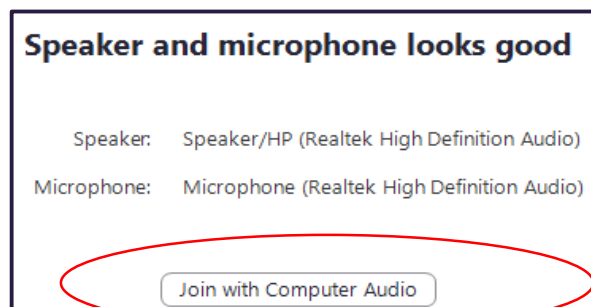 Speaker and microphone looks good
Speaker: Speaker/HP (Realtek High Definition Audio)
Microphone: Microphone (Realtek High Definition Audio)
Join with Computer Audio